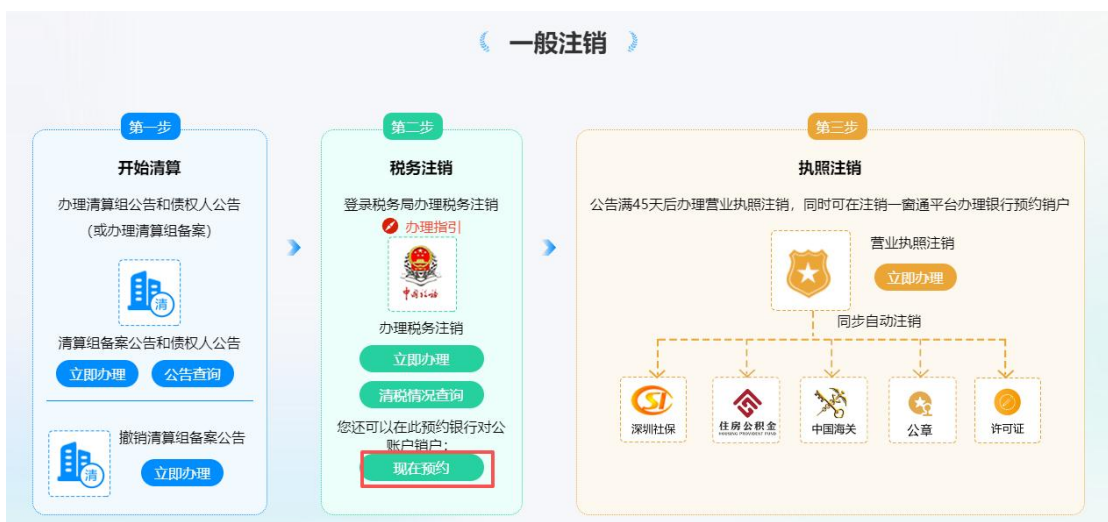 一般注销
第一步
开始清算
办理清算组公告和债权人公告
(或办理清算组备案)
清
清算组备案公告和债权人公告
立即办理
公告查询
撤销清算组备案公告
清
立即办理
第二步
税务注销
登录税务局办理税务注销
办理指引
中国税务
办理税务注销
立即办理
清税情况查询
您还可以在此预约银行对公
账户销户：
现在预约
第三步
执照注销
公告满45天后办理营业执照注销，同时可在注销一窗通平台办理银行预约销户
营业执照注销
立即办理
同步自动注销
深圳社保
住房公积金
HOUSING PROVIDENT FUND
中国海关
公章
许可证